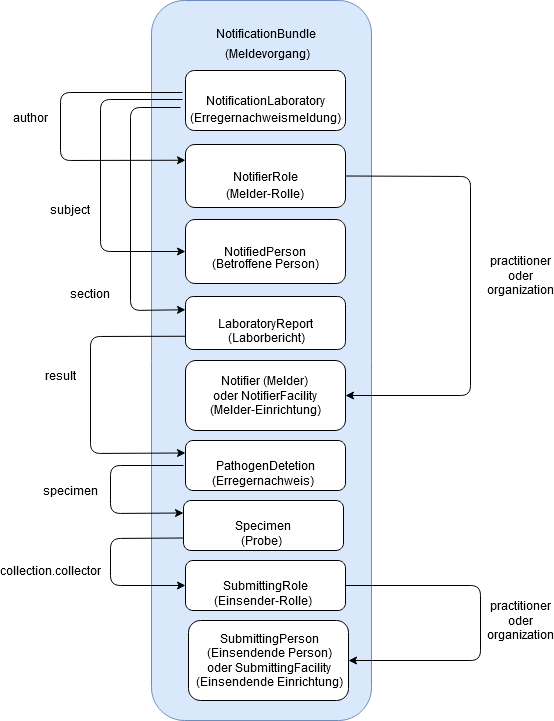 NotificationBundle
(Meldevorgang)
NotificationLaboratory
(Erregernachweismeldung)
author
NotifierRole
(Melder-Rolle)
subject
NotifiedPerson
(Betroffene Person)
practitioner
oder
organization
section
LaboratoryReport
(Laborbericht)
result
Notifier (Melder)
oder NotifierFacility
(Melder-Einrichtung)
PathogenDetetion
(Erregernachweis)
specimen
Specimen
(Probe)
collection.collector
SubmittingRole
(Einsender-Rolle)
practitioner
oder
organization
SubmittingPerson
(Einsendende Person)
oder SubmittingFacility
(Einsendende Einrichtung)